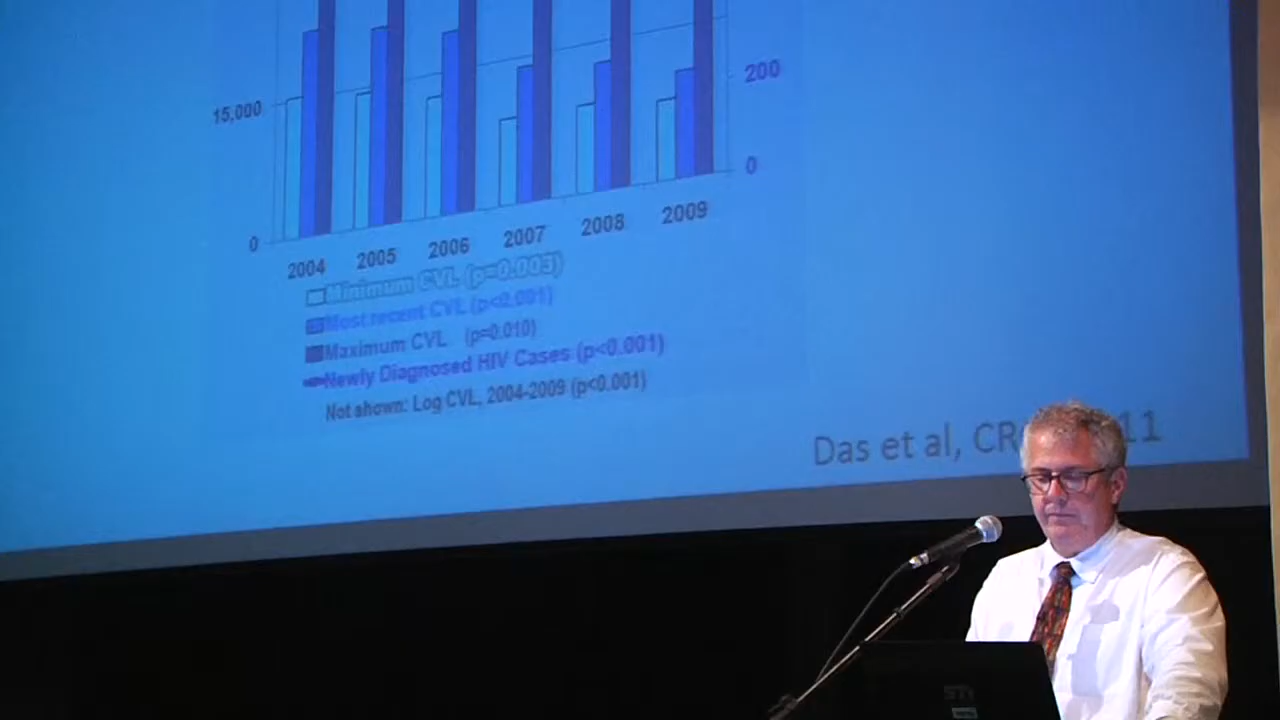 200
15,000
0
0
2004 2005 2006 2007 2008 2009
Minimum CVL (p=0.003)
Most recent CVL (p<0.001)
Maximum CVL (p=0.010)
Newly Diagnosed HIV Cases (p<0.001)
Not shown: Log CVL, 2004-2009 (p<0.001)
Das et al, CR 11